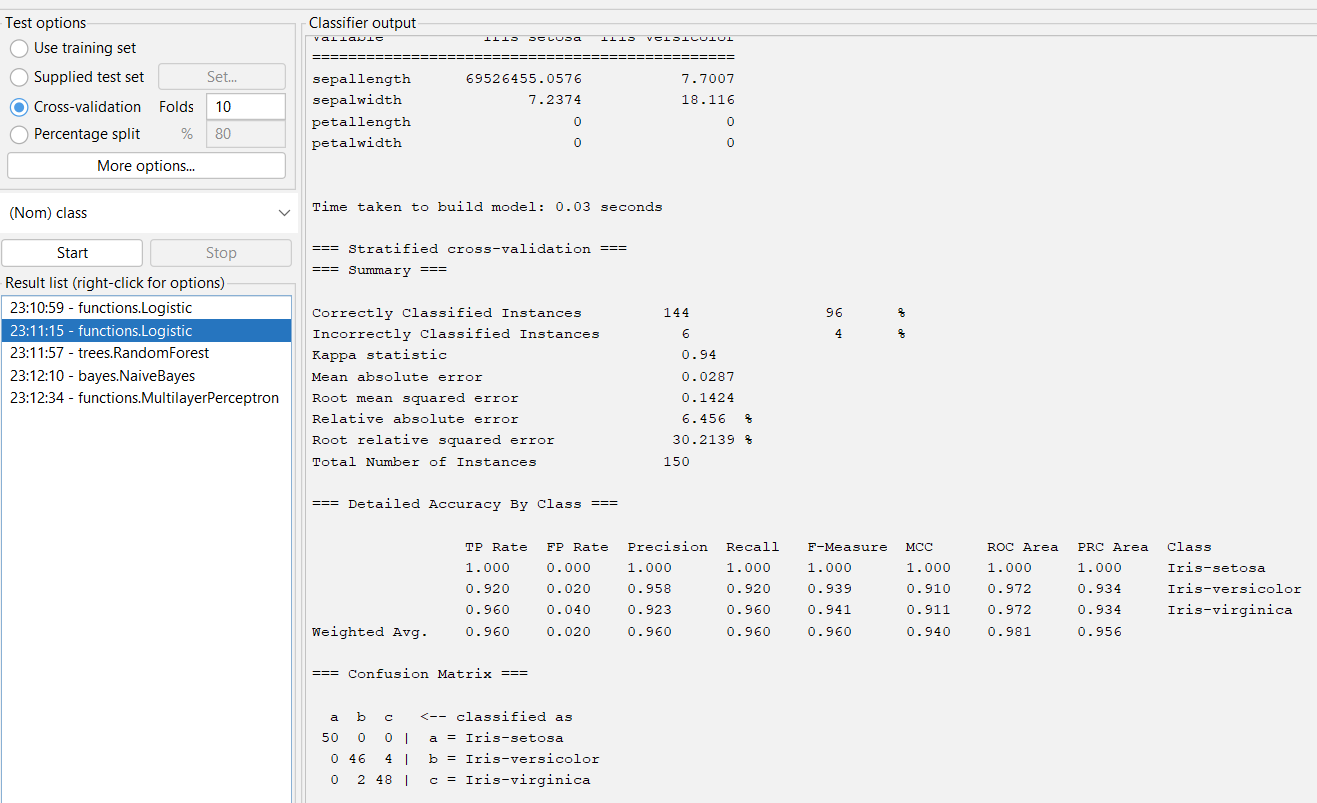 Test options
Use training set
Supplied test set Set...
Cross-validation Folds 10
Percentage split % 80
More options...
(Nom) class
Start Stop
Result list (right-click for options)
23:10:59 - functions.Logistic
23:11:15 - functions.Logistic
23:11:57 - trees.RandomForest
23:12:10 - bayes.NaiveBayes
23:12:34 - functions.MultilayerPerceptron
Classifier output
Variable Iris-setosa Iris-versicolor
===============================================
sepallength 69526455.0576 7.7007
sepalwidth 7.2374 18.116
petallength 0 0
petalwidth 0 0
Time taken to build model: 0.03 seconds
=== Stratified cross-validation ===
=== Summary ===
Correctly Classified Instances 144 96 %
Incorrectly Classified Instances 6 4 %
Kappa statistic 0.94
Mean absolute error 0.0287
Root mean squared error 0.1424
Relative absolute error 6.456 %
Root relative squared error 30.2139 %
Total Number of Instances 150
=== Detailed Accuracy By Class ===
TP Rate FP Rate Precision Recall F-Measure MCC ROC Area PRC Area Class
1.000 0.000 1.000 1.000 1.000 1.000 1.000 1.000 Iris-setosa
0.920 0.020 0.958 0.920 0.939 0.910 0.972 0.934 Iris-versicolor
0.960 0.040 0.923 0.960 0.941 0.911 0.972 0.934 Iris-virginica
Weighted Avg. 0.960 0.020 0.960 0.960 0.960 0.940 0.981 0.956
=== Confusion Matrix ===
a b c <-- classified as
50 0 0 | a = Iris-setosa
0 46 4 | b = Iris-versicolor
0 2 48 | c = Iris-virginica